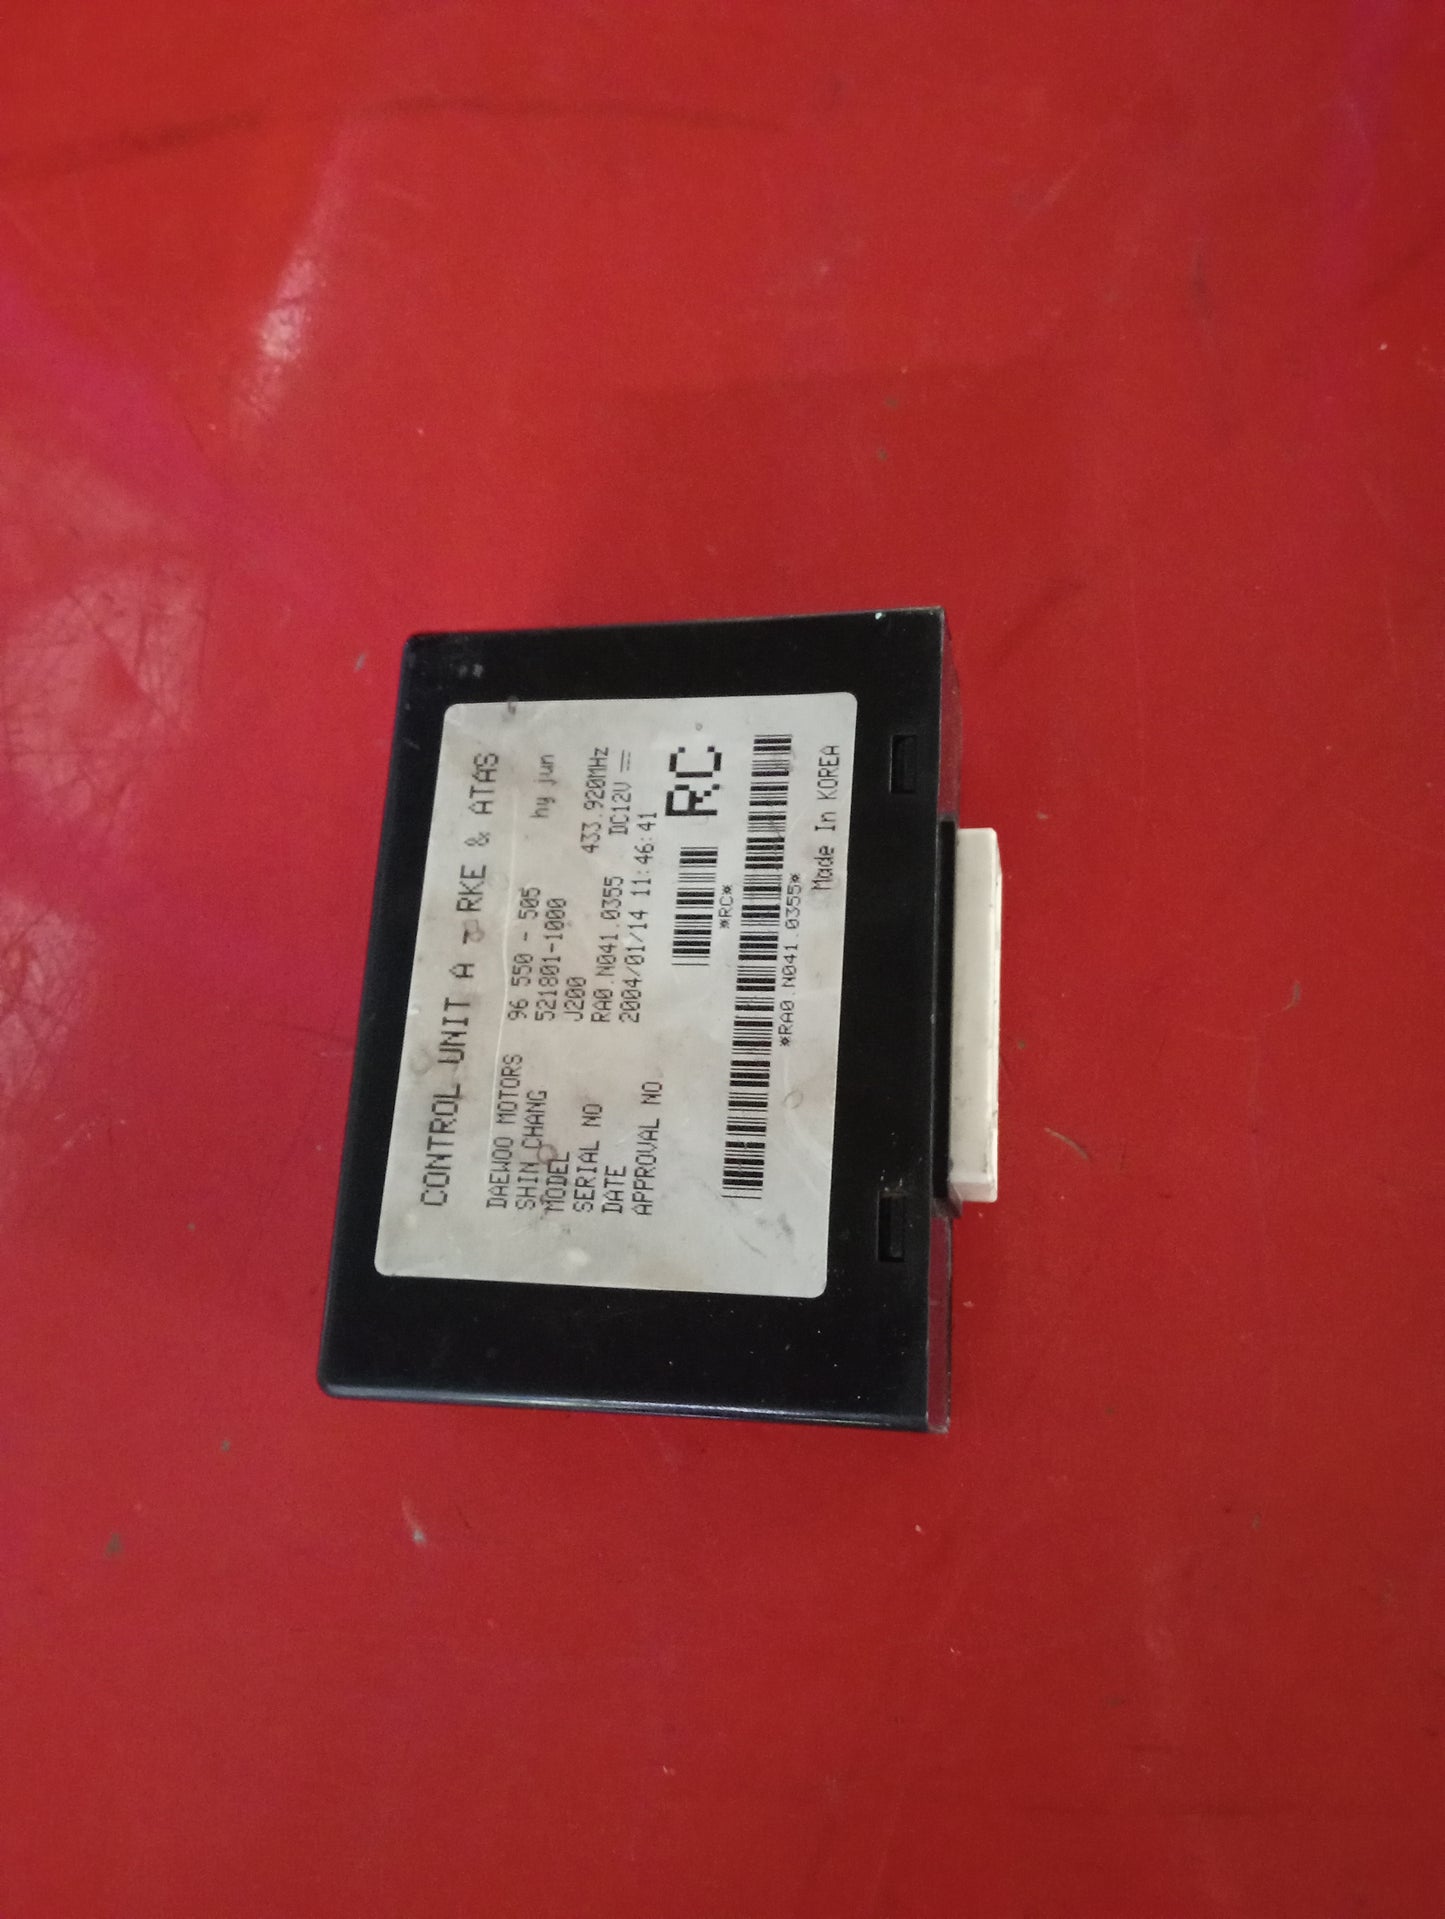 CONTROL UNIT A - RKE & ATAS
DAEWOO MOTORS 96 550 - 505
SHIN CHANG 521801-1000 hy jun
MODEL J200
SERIAL NO RA0.N041.0355 433.920MHz
DATE 2004/01/14 11:46:41 DC12V
APPROVAL NO
*RC* RC
*RA0.N041.0355*
Made In KOREA